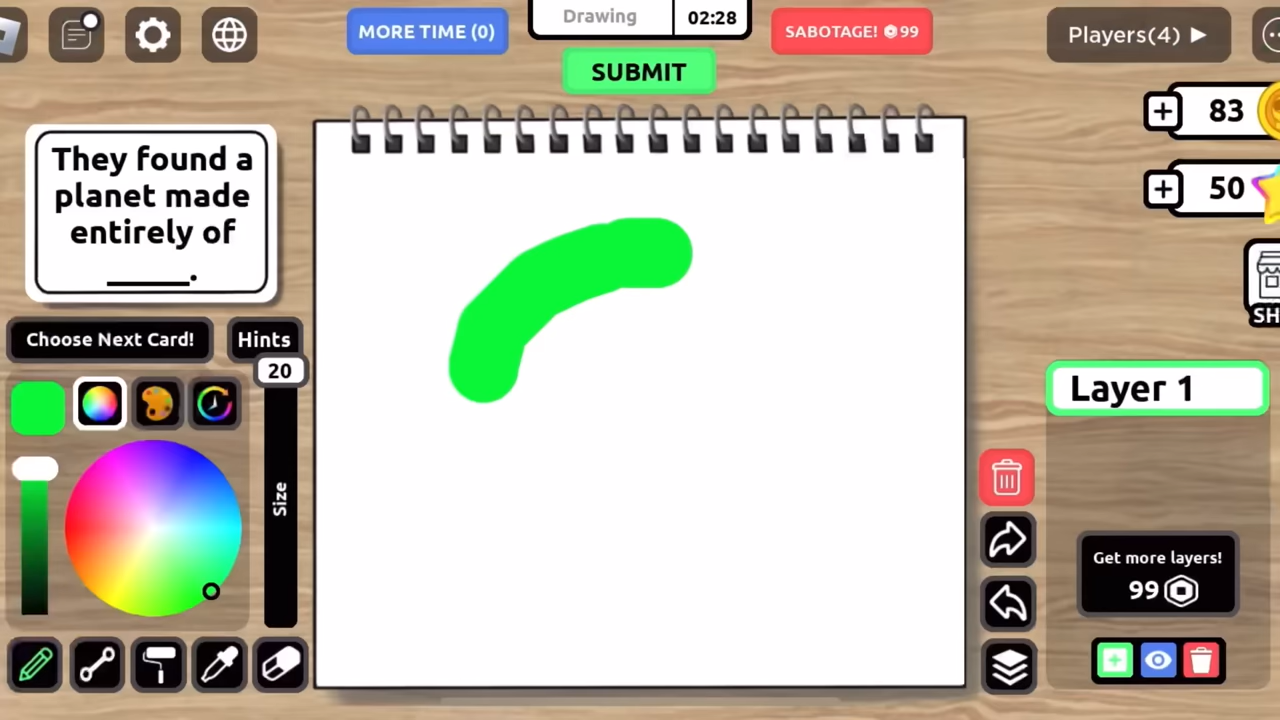 MORE TIME (0)
Drawing
02:28
SABOTAGE! 99
Players(4)
SUBMIT
83
They found a
planet made
entirely of
______.
50
SH
Choose Next Card!
Hints
20
Layer 1
Size
Get more layers!
99